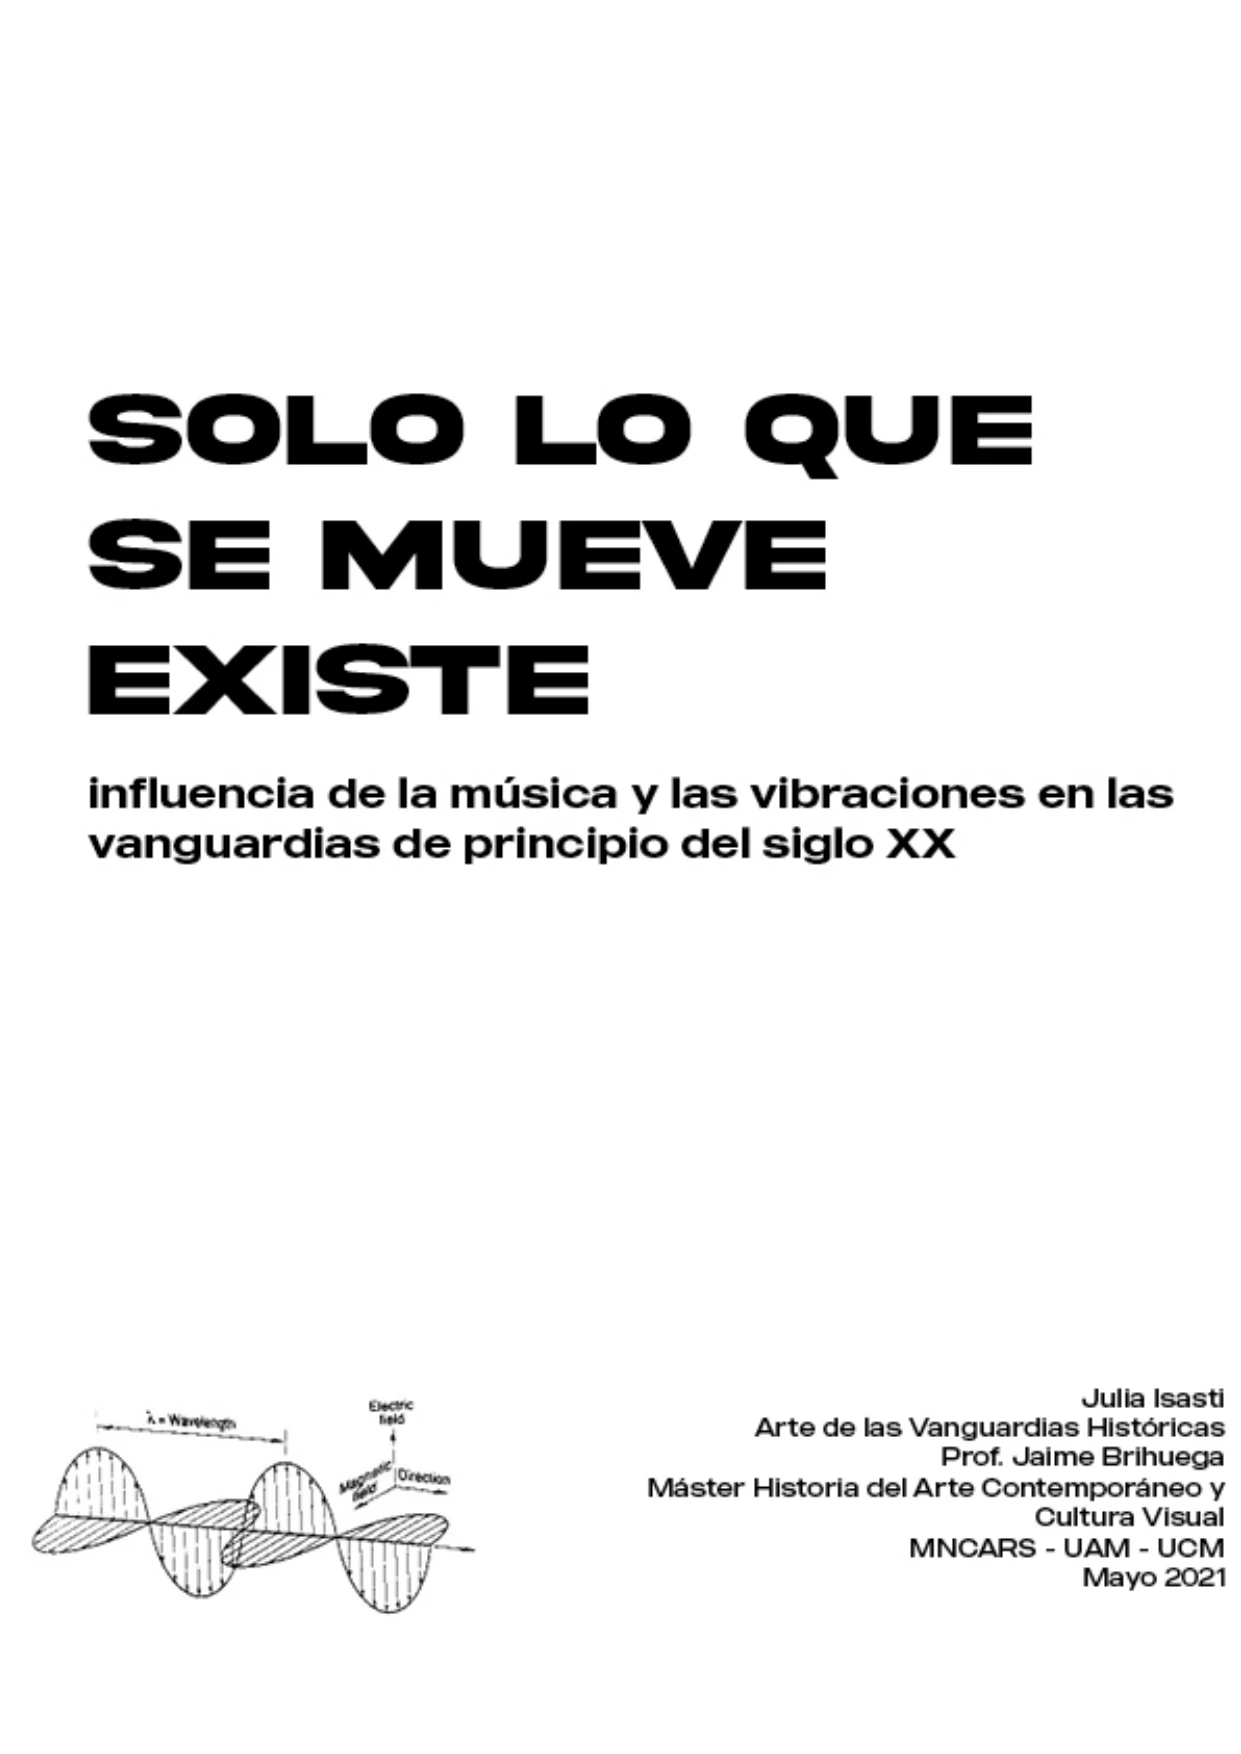 SOLO LO QUE
SE MUEVE
EXISTE
influencia de la música y las vibraciones en las
vanguardias de principio del siglo XX
λ = Wavelength
Electric
field
Magnetic
field
Direction
Julia Isasti
Arte de las Vanguardias Históricas
Prof. Jaime Brihuega
Máster Historia del Arte Contemporáneo y
Cultura Visual
MNCARS - UAM - UCM
Mayo 2021